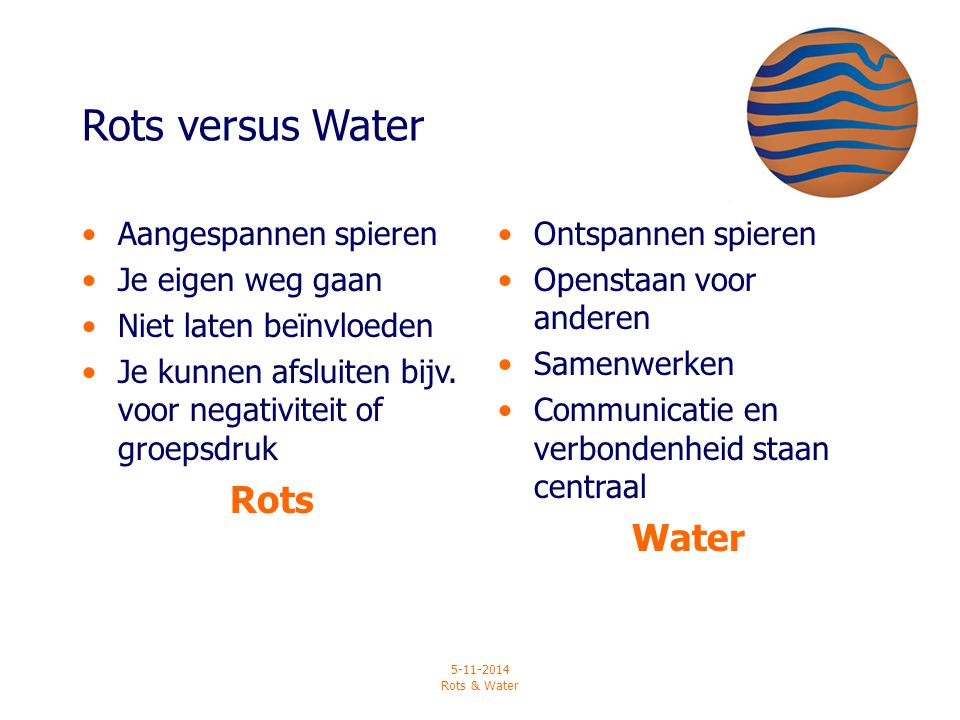 Rots versus Water
• Aangespannen spieren
• Je eigen weg gaan
• Niet laten beïnvloeden
• Je kunnen afsluiten bijv.
voor negativiteit of
groepsdruk
Rots
• Ontspannen spieren
• Openstaan voor
anderen
• Samenwerken
• Communicatie en
verbondenheid staan
centraal
Water
5-11-2014
Rots & Water